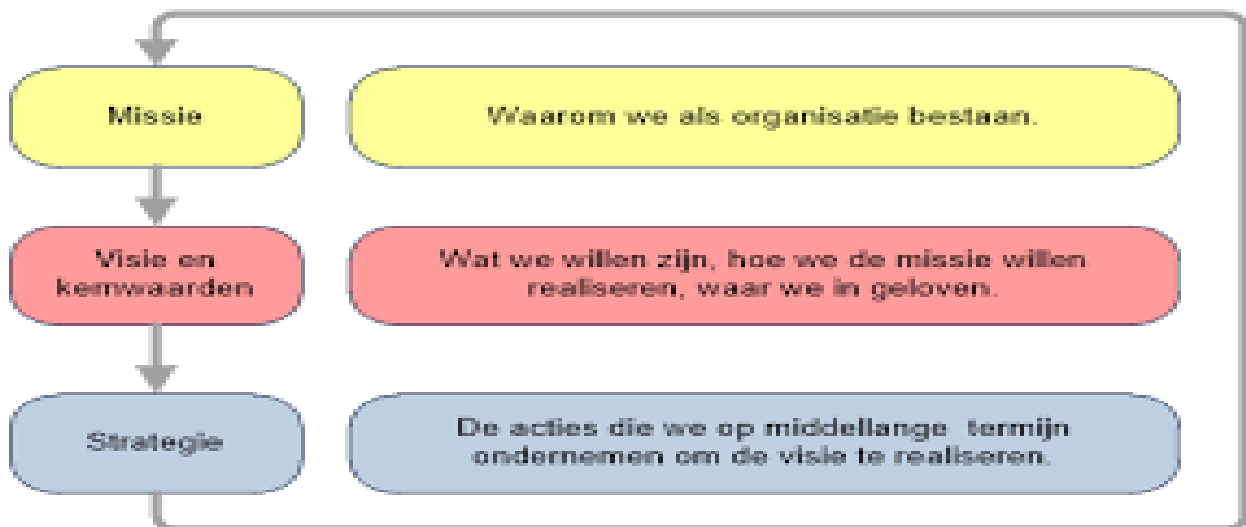 Missie
Waarom we als organisatie bestaan.
Visie en
kernwaarden
Wat we willen zijn, hoe we de missie willen
realiseren, waar we in geloven.
Strategie
De acties die we op middellange termijn
ondernemen om de visie te realiseren.